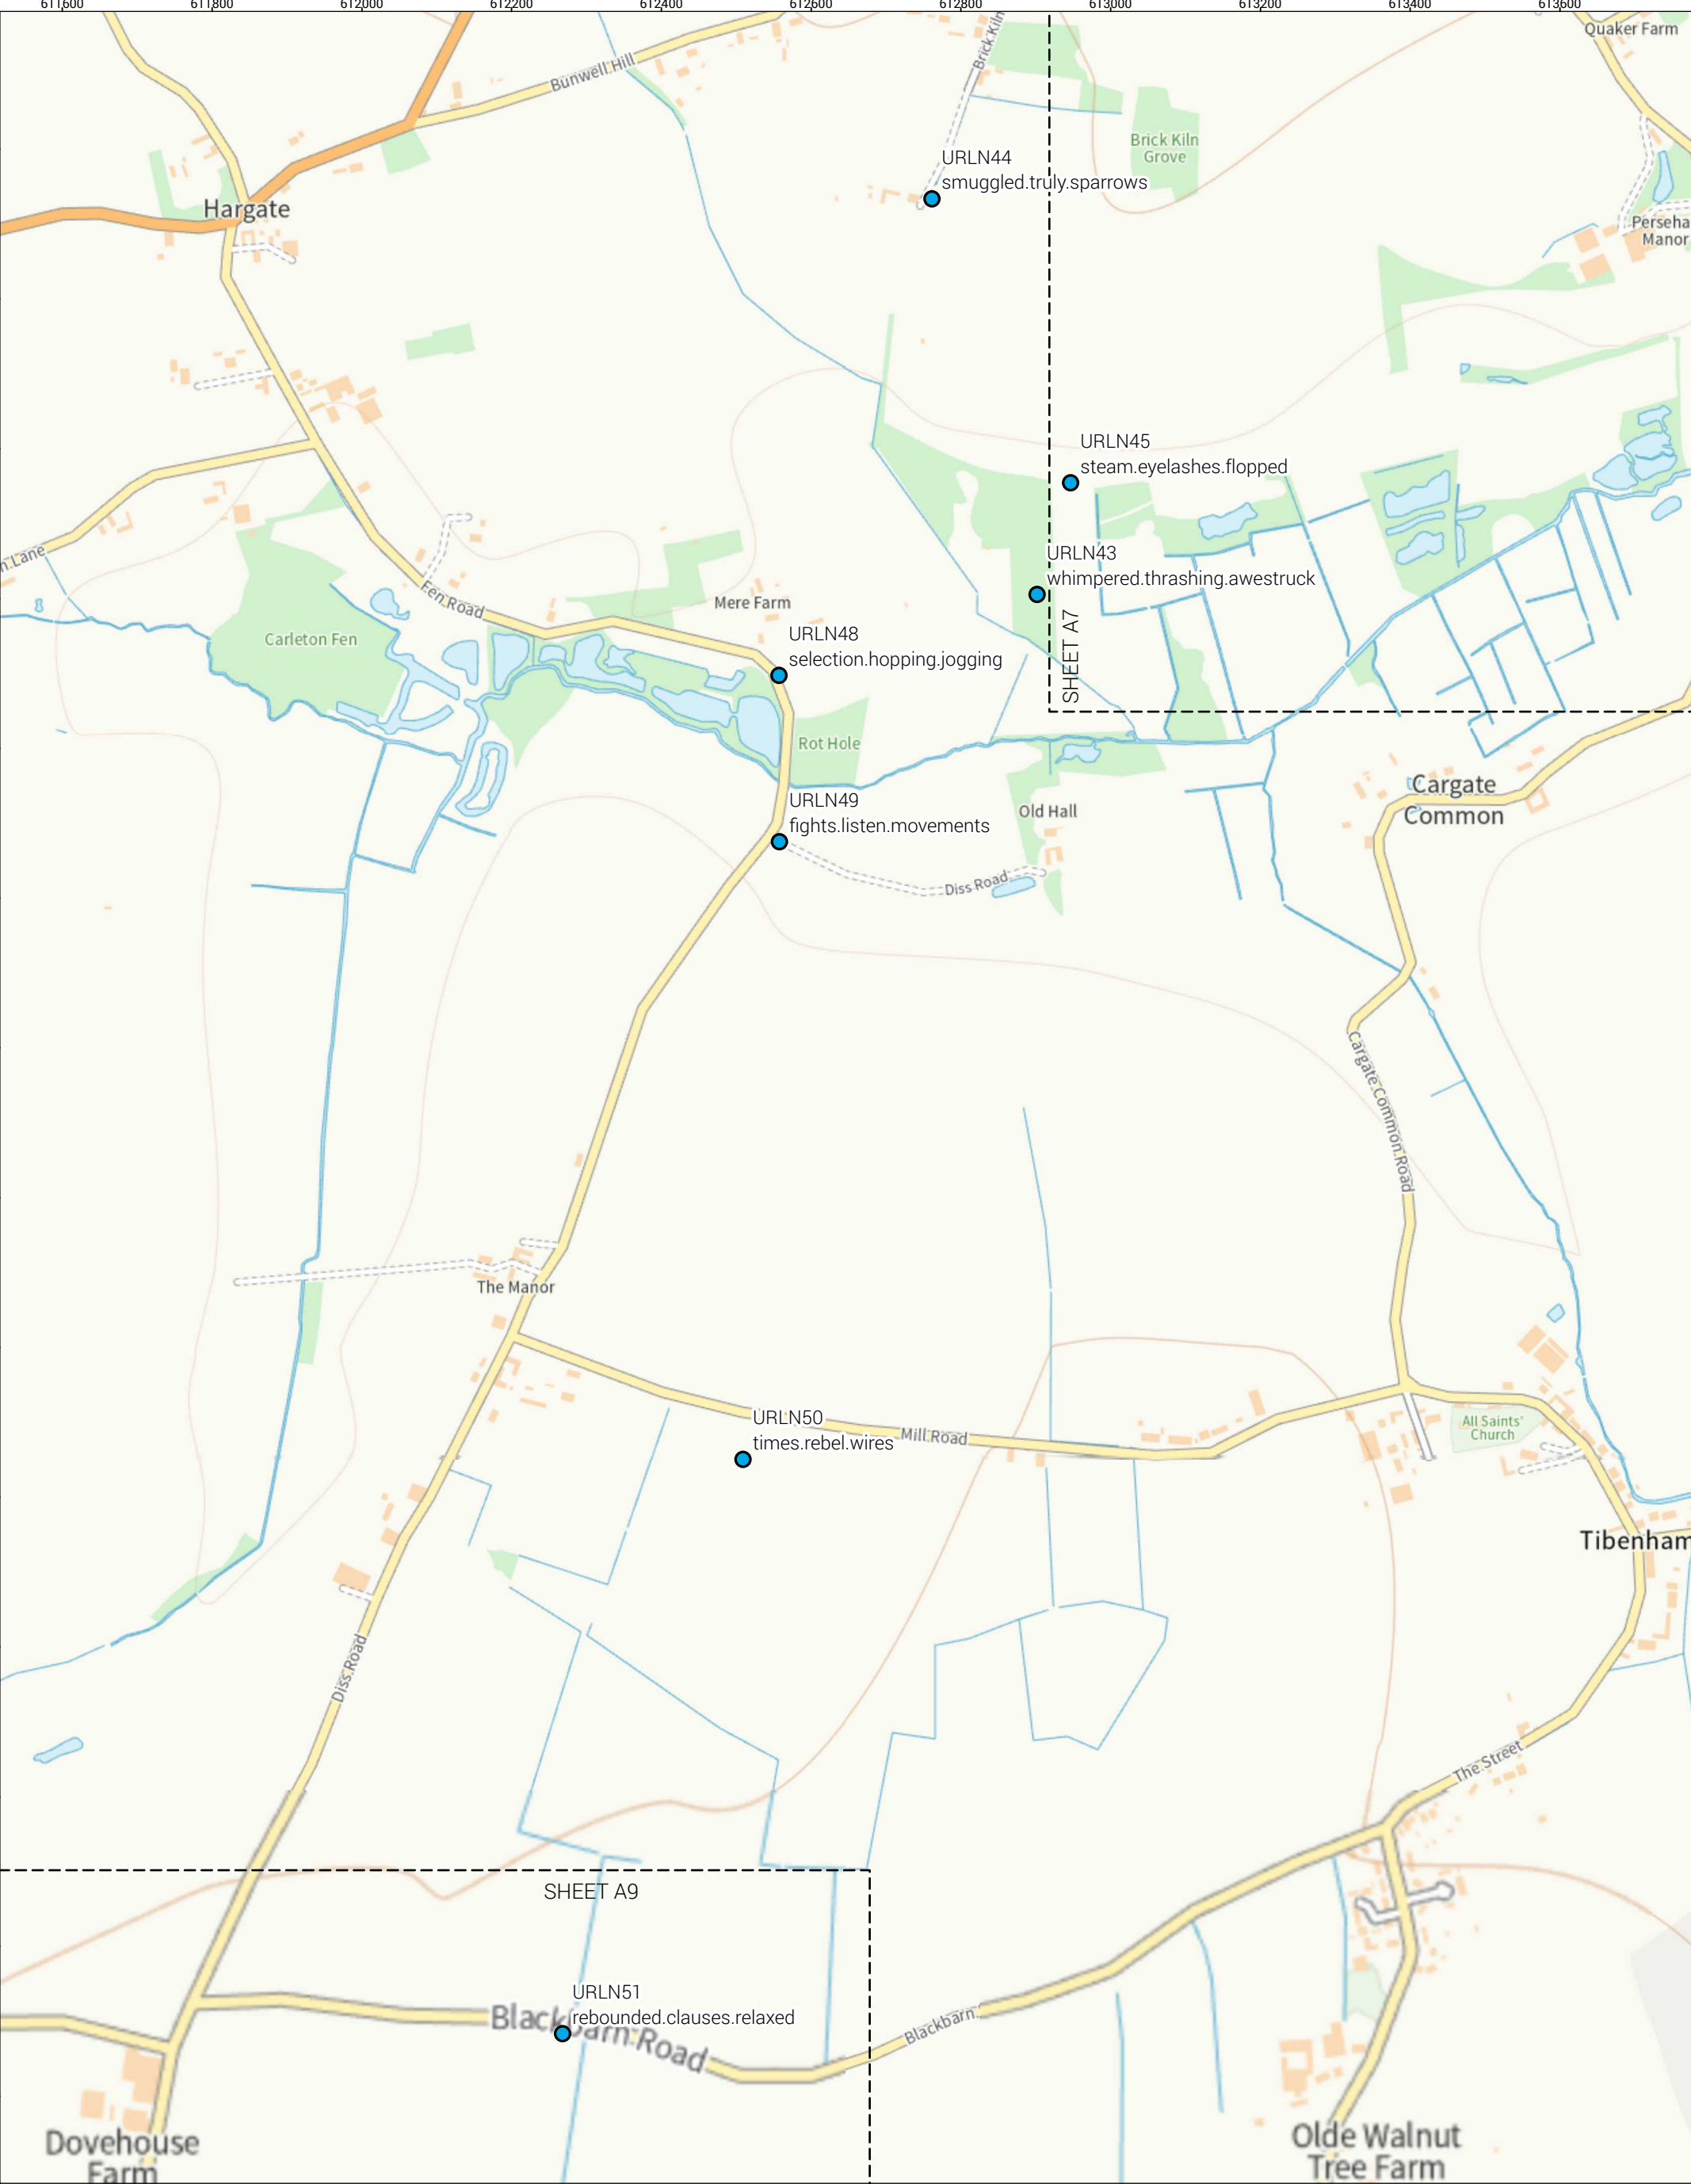 611600 611800 612000 612200 612400 612600 612800 613000 613200 613400 613600
Quaker Farm
Brick Kiln
Bunwell Hill
Brick Kiln
Grove
URLN44
smuggled.truly.sparrows
Hargate
Perseha
Manor
URLN45
steam.eyelashes.flopped
n Lane
URLN43
whimpered.thrashing.awestruck
Fen Road
Mere Farm
SHEET A7
Carleton Fen
URLN48
selection.hopping.jogging
Rot Hole
Cargate
Common
URLN49
fights.listen.movements
Old Hall
Diss Road
Cargate Common Road
The Manor
URLN50
times.rebel.wires
Mill Road
All Saints'
Church
Tibenham
Diss Road
The Street
SHEET A9
URLN51
rebounded.clauses.relaxed
Blackbarn Road
Blackbarn
Dovehouse
Farm
Olde Walnut
Tree Farm